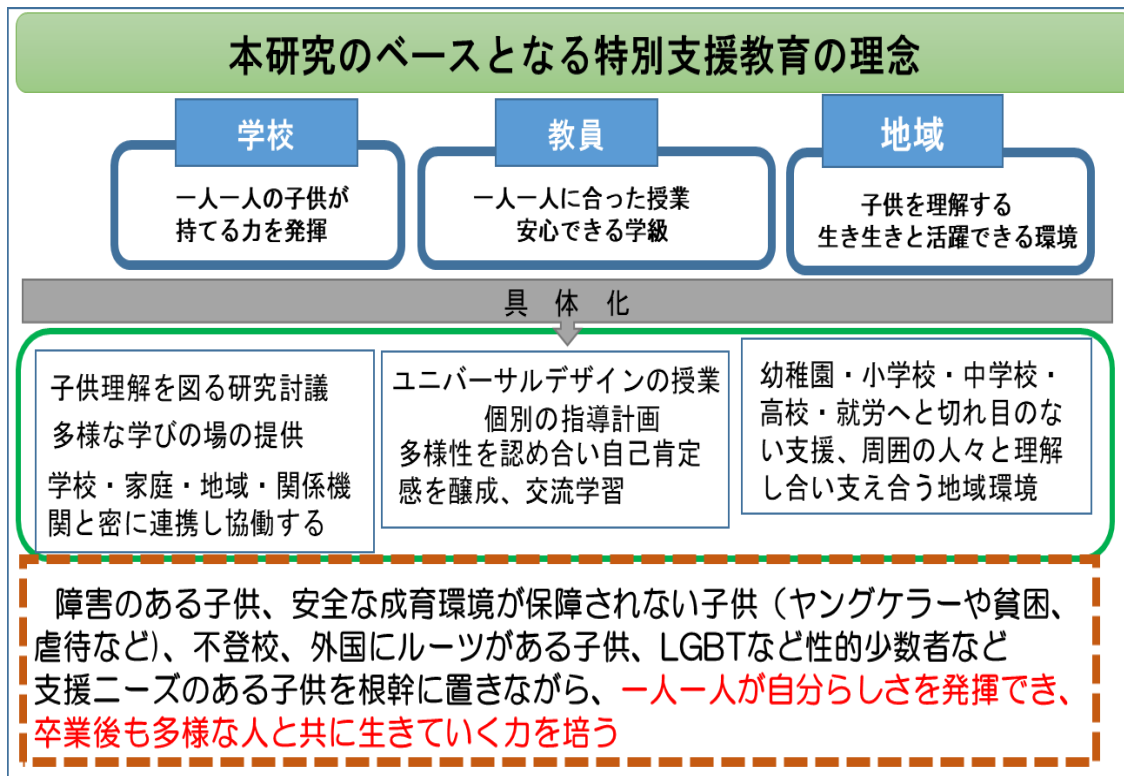 本研究のベースとなる特別支援教育の理念
学校
一人一人の子供が
持てる力を発揮
教員
一人一人に合った授業
安心できる学級
地域
子供を理解する
生き生きと活躍できる環境
具 体 化
子供理解を図る研究討議
多様な学びの場の提供
学校・家庭・地域・関係機
関と密に連携し協働する
ユニバーサルデザインの授業
個別の指導計画
多様性を認め合い自己肯定
感を醸成、交流学習
幼稚園・小学校・中学校・
高校・就労へと切れ目のな
い支援、周囲の人々と理解
し合い支え合う地域環境
障害のある子供、安全な成育環境が保障されない子供（ヤングケラーや貧困、
虐待など）、不登校、外国にルーツがある子供、LGBTなど性的少数者など
支援ニーズのある子供を根幹に置きながら、一人一人が自分らしさを発揮でき、
卒業後も多様な人と共に生きていく力を培う